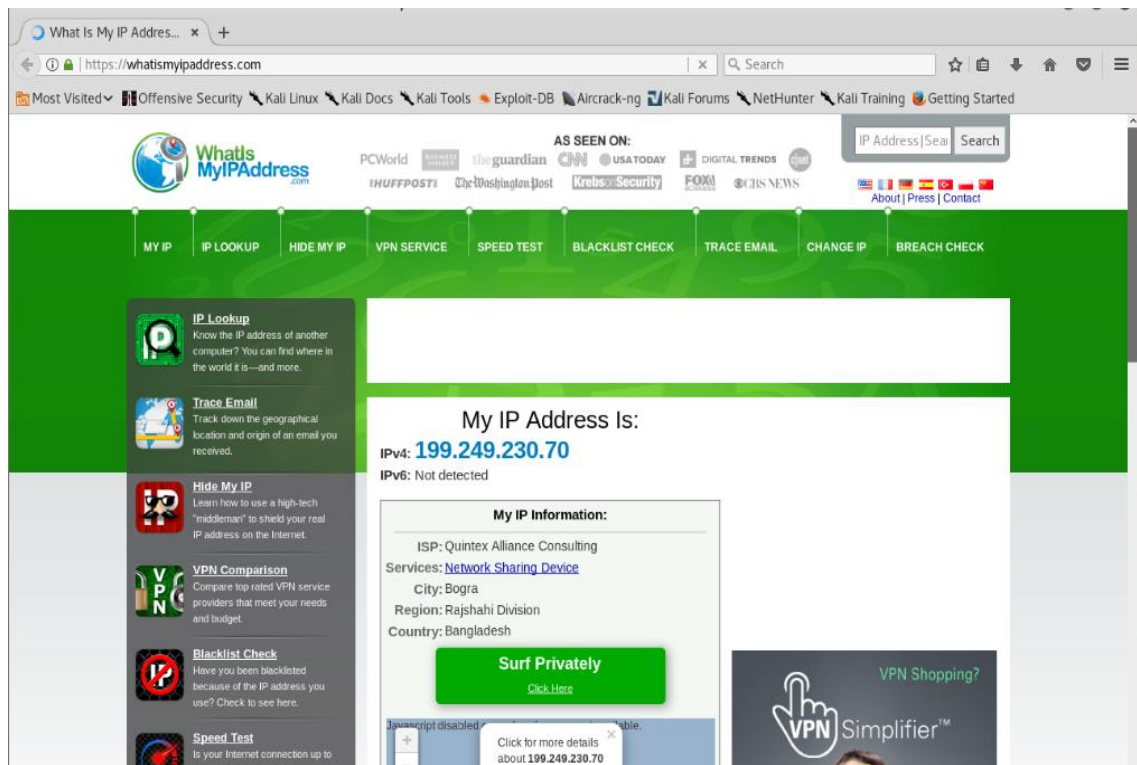 What Is My IP Addres... × +
https://whatismyipaddress.com × Search
Most Visited Offensive Security Kali Linux Kali Docs Kali Tools Exploit-DB Aircrack-ng Kali Forums NetHunter Kali Training Getting Started
WhatIs
MyIPAddress
.com
AS SEEN ON:
PCWorld BUSINESS INSIDER theguardian CNN USA TODAY DIGITAL TRENDS cnet
HUFFPOST The Washington Post KrebsonSecurity FOX CBS NEWS
IP Address|Sear Search
About | Press | Contact
MY IP IP LOOKUP HIDE MY IP VPN SERVICE SPEED TEST BLACKLIST CHECK TRACE EMAIL CHANGE IP BREACH CHECK
IP Lookup
Know the IP address of another
computer? You can find where in
the world it is—and more.
Trace Email
Track down the geographical
location and origin of an email you
received.
Hide My IP
Learn how to use a high-tech
"middleman" to shield your real
IP address on the Internet.
VPN Comparison
Compare top rated VPN service
providers that meet your needs
and budget.
Blacklist Check
Have you been blacklisted
because of the IP address you
use? Check to see here.
Speed Test
Is your Internet connection up to
My IP Address Is:
IPv4: 199.249.230.70
IPv6: Not detected
My IP Information:
ISP: Quintex Alliance Consulting
Services: Network Sharing Device
City: Bogra
Region: Rajshahi Division
Country: Bangladesh
Surf Privately
Click Here
Javascript disabled
Click for more details
about 199.249.230.70
VPN Shopping?
VPN Simplifier™